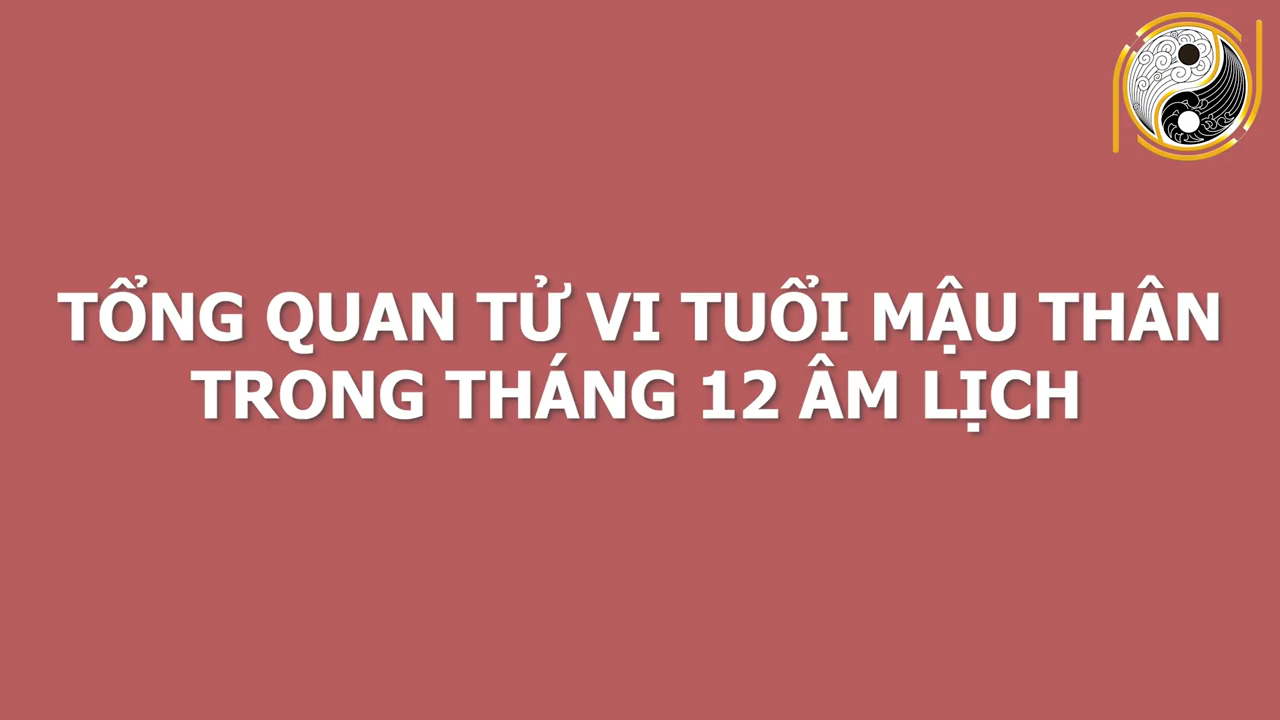 TỔNG QUAN TỬ VI TUỔI MẬU THÂN
TRONG THÁNG 12 ÂM LỊCH